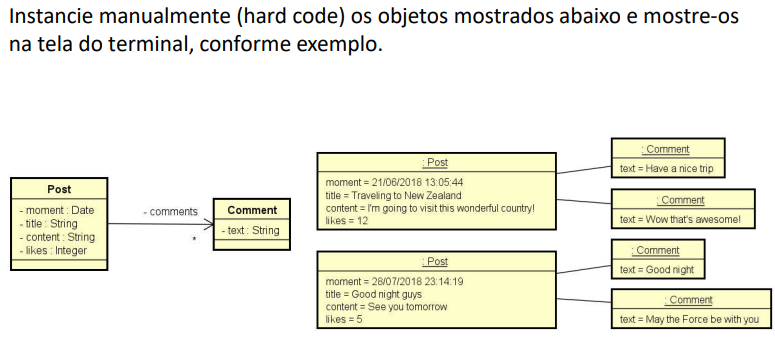 Instancie manualmente (hard code) os objetos mostrados abaixo e mostre-os
na tela do terminal, conforme exemplo.
Post
- moment : Date
- title : String
- content : String
- likes : Integer
- comments
*
Comment
- text : String
: Post
moment = 21/06/2018 13:05:44
title = Traveling to New Zealand
content = I'm going to visit this wonderful country!
likes = 12
: Comment
text = Have a nice trip
: Comment
text = Wow that's awesome!
: Post
moment = 28/07/2018 23:14:19
title = Good night guys
content = See you tomorrow
likes = 5
: Comment
text = Good night
: Comment
text = May the Force be with you